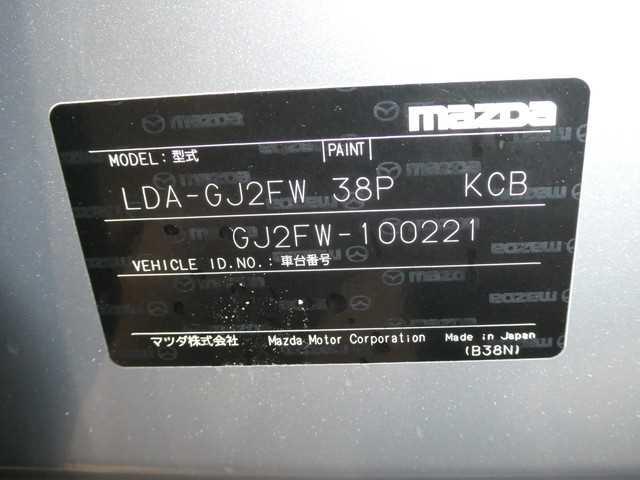 mazda
MODEL:型式 PAINT
LDA-GJ2FW 38P KCB
GJ2FW-100221
VEHICLE ID.NO.:車台番号
マツダ株式会社 Mazda Motor Corporation Made in Japan
(B38N)